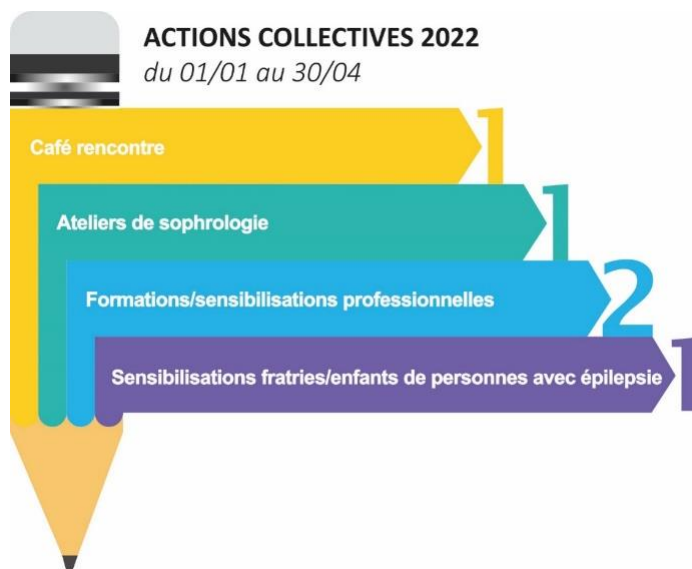 ACTIONS COLLECTIVES 2022
du 01/01 au 30/04
Café rencontre 1
Ateliers de sophrologie 1
Formations/sensibilisations professionnelles 2
Sensibilisations fratries/enfants de personnes avec épilepsie 1